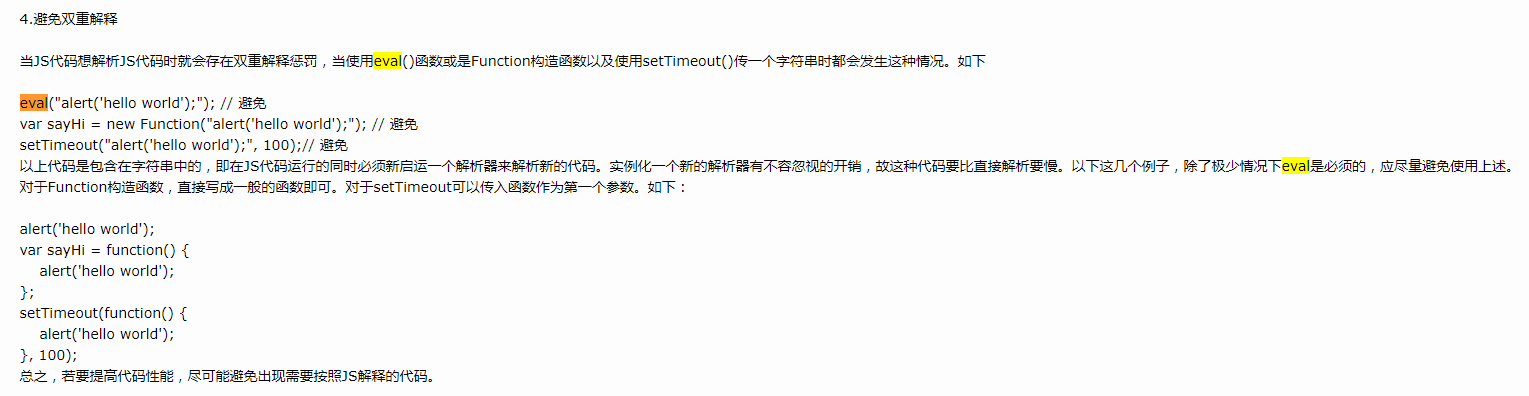 4.避免双重解释
当JS代码想解析JS代码时就会存在双重解释惩罚，当使用eval()函数或是Function构造函数以及使用setTimeout()传一个字符串时都会发生这种情况。如下
eval("alert('hello world');"); // 避免
var sayHi = new Function("alert('hello world');"); // 避免
setTimeout("alert('hello world');", 100);// 避免
以上代码是包含在字符串中的，即在JS代码运行的同时必须新启运一个解析器来解析新的代码。实例化一个新的解析器有不容忽视的开销，故这种代码要比直接解析要慢。以下这几个例子，除了极少情况下eval是必须的，应尽量避免使用上述。
对于Function构造函数，直接写成一般的函数即可。对于setTimeout可以传入函数作为第一个参数。如下：
alert('hello world');
var sayHi = function() {
    alert('hello world');
};
setTimeout(function() {
    alert('hello world');
}, 100);
总之，若要提高代码性能，尽可能避免出现需要按照JS解释的代码。